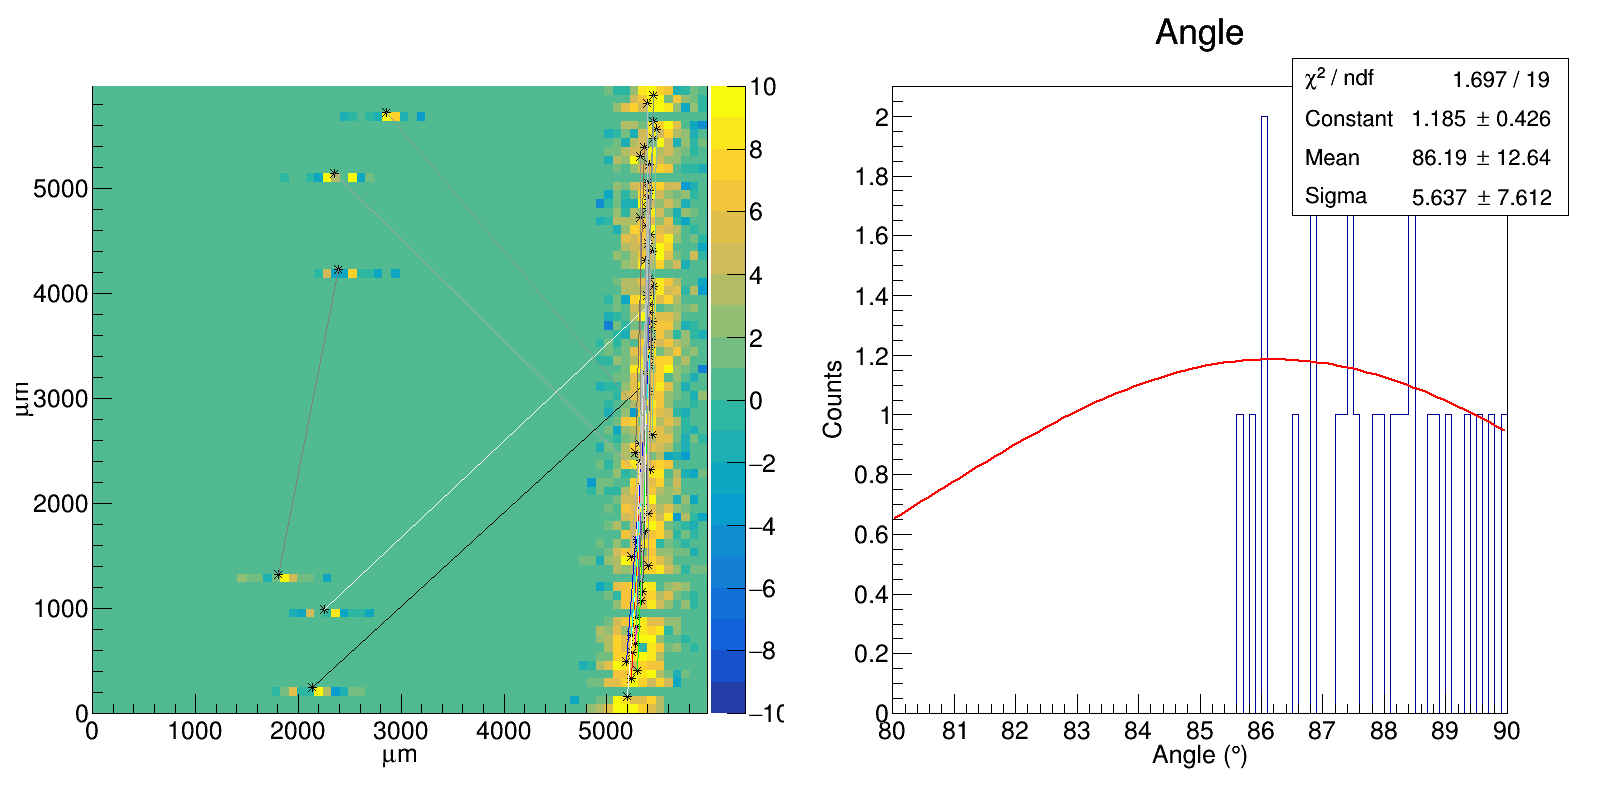 Angle
χ² / ndf 1.697 / 19
Constant 1.185 ± 0.426
Mean 86.19 ± 12.64
Sigma 5.637 ± 7.612
μm
5000
4000
3000
2000
1000
0
0 1000 2000 3000 4000 5000
μm
10
8
6
4
2
0
−2
−4
−6
−8
−10
Counts
2
1.8
1.6
1.4
1.2
1
0.8
0.6
0.4
0.2
0
80 81 82 83 84 85 86 87 88 89 90
Angle (°)